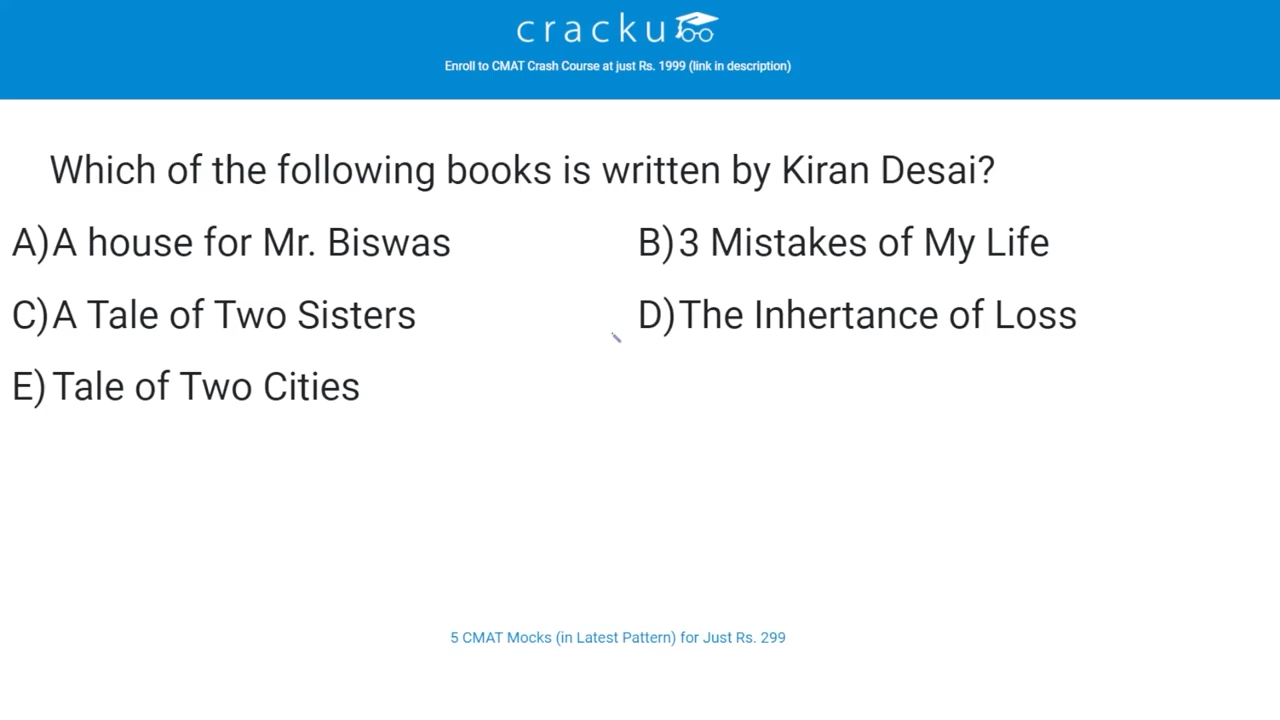 cracku
Enroll to CMAT Crash Course at just Rs. 1999 (link in description)
Which of the following books is written by Kiran Desai?
A) A house for Mr. Biswas
B) 3 Mistakes of My Life
C) A Tale of Two Sisters
D) The Inhertance of Loss
E) Tale of Two Cities
5 CMAT Mocks (in Latest Pattern) for Just Rs. 299